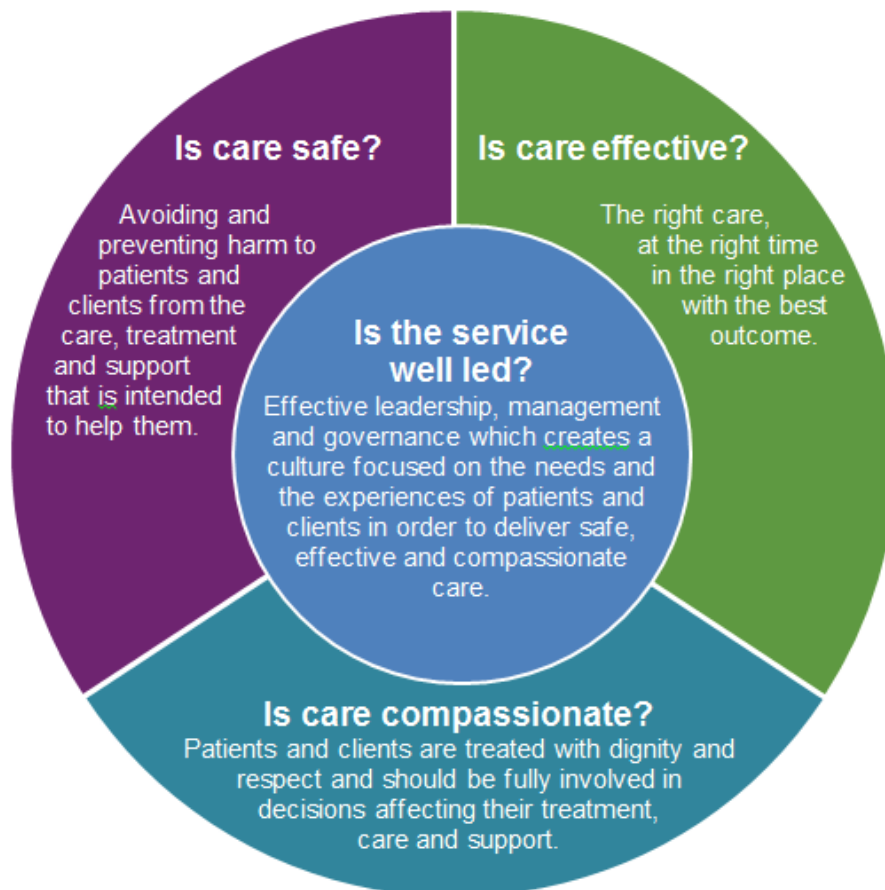 Is care safe?
Avoiding and
preventing harm to
patients and
clients from the
care, treatment
and support
that is intended
to help them.
Is care effective?
The right care,
at the right time
in the right place
with the best
outcome.
Is the service
well led?
Effective leadership, management
and governance which creates a
culture focused on the needs and
the experiences of patients and
clients in order to deliver safe,
effective and compassionate
care.
Is care compassionate?
Patients and clients are treated with dignity and
respect and should be fully involved in
decisions affecting their treatment,
care and support.